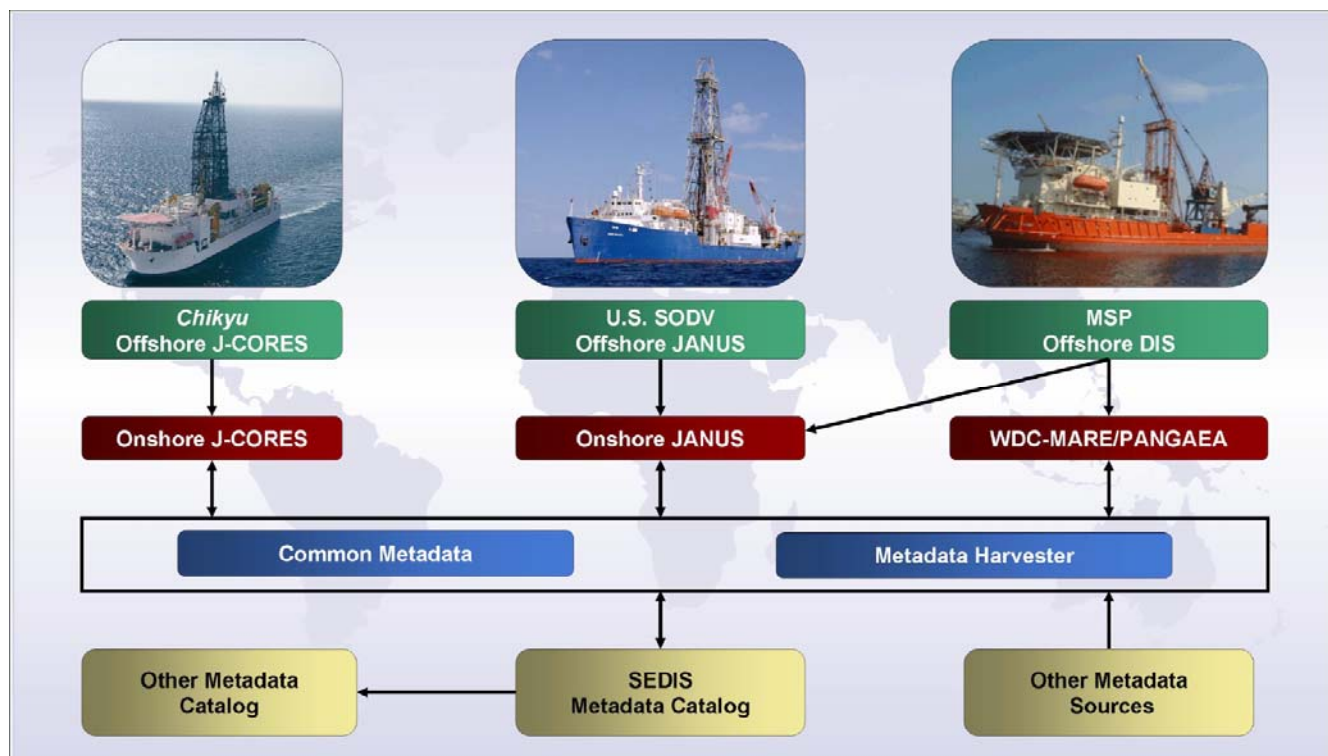 Chikyu
Offshore J-CORES
U.S. SODV
Offshore JANUS
MSP
Offshore DIS
Onshore J-CORES
Onshore JANUS
WDC-MARE/PANGAEA
Common Metadata
Metadata Harvester
Other Metadata
Catalog
SEDIS
Metadata Catalog
Other Metadata
Sources